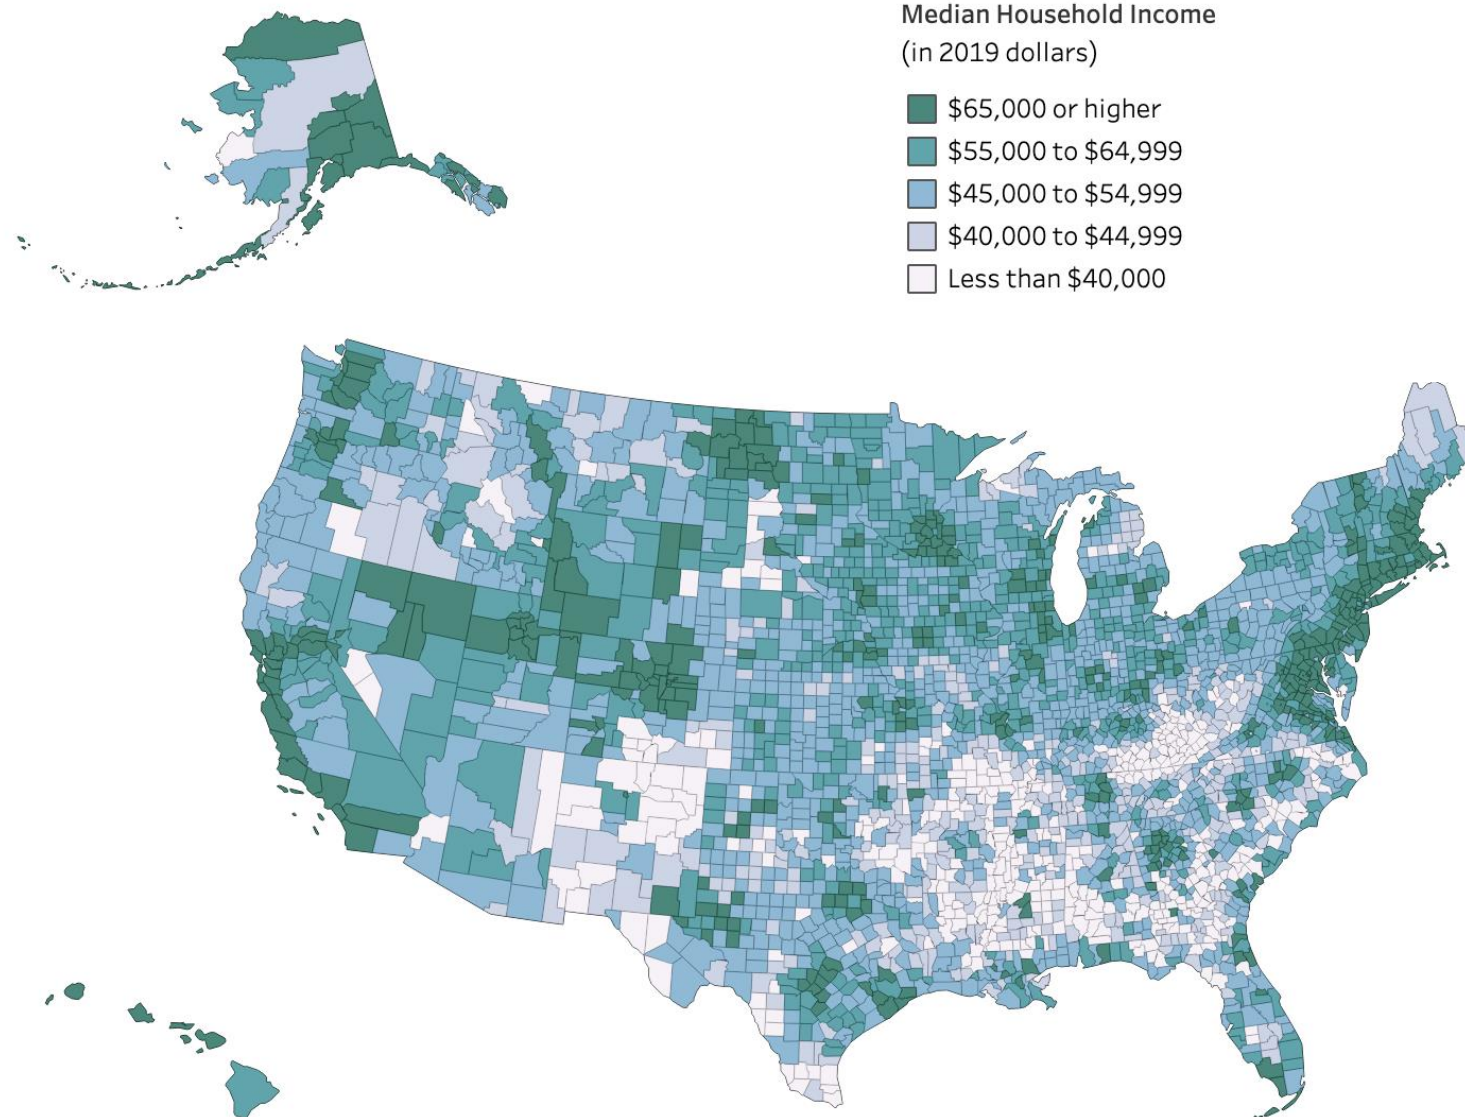 Median Household Income
(in 2019 dollars)
$65,000 or higher
$55,000 to $64,999
$45,000 to $54,999
$40,000 to $44,999
Less than $40,000